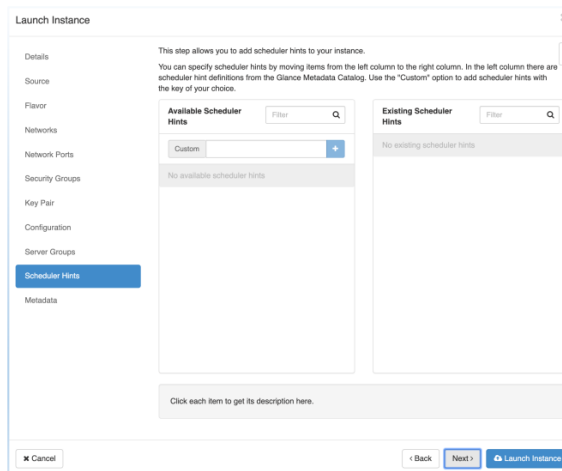 Launch Instance
Details
Source
Flavor
Networks
Network Ports
Security Groups
Key Pair
Configuration
Server Groups
Scheduler Hints
Metadata
This step allows you to add scheduler hints to your instance.
You can specify scheduler hints by moving items from the left column to the right column. In the left column there are
scheduler hint definitions from the Glance Metadata Catalog. Use the "Custom" option to add scheduler hints with
the key of your choice.
Available Scheduler
Hints
Filter
Custom
+
No available scheduler hints
Existing Scheduler
Hints
Filter
No existing scheduler hints
Click each item to get its description here.
× Cancel
‹ Back
Next ›
Launch Instance